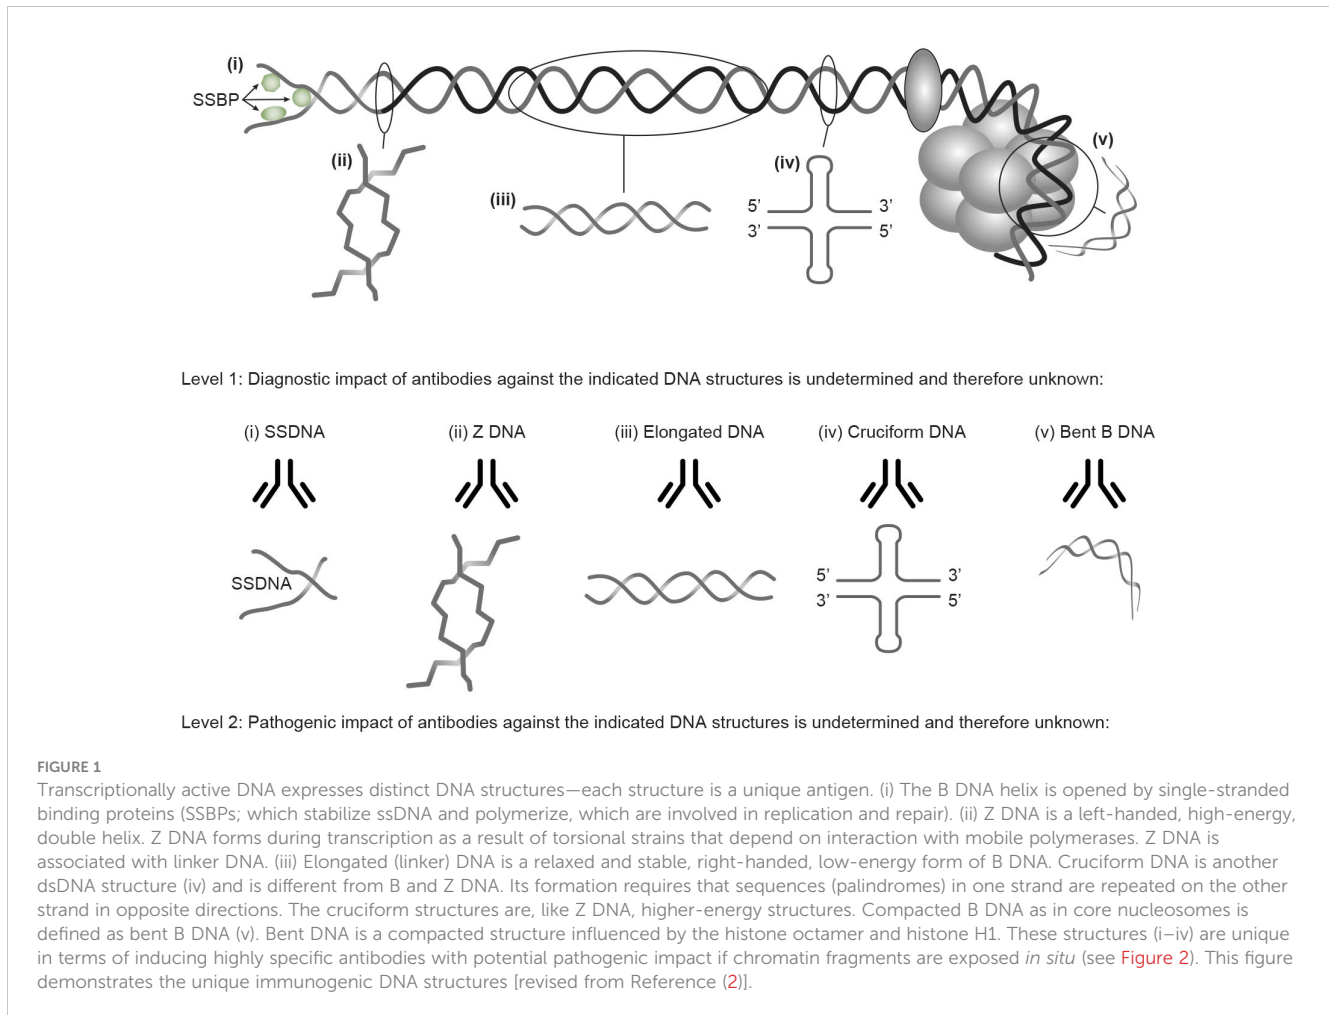 (i)
SSBP
(ii)
(iii)
(iv)
(v)
5’ 3’
3’ 5’
Level 1: Diagnostic impact of antibodies against the indicated DNA structures is undetermined and therefore unknown:
(i) SSDNA (ii) Z DNA (iii) Elongated DNA (iv) Cruciform DNA (v) Bent B DNA
SSDNA
5’ 3’
3’ 5’
Level 2: Pathogenic impact of antibodies against the indicated DNA structures is undetermined and therefore unknown:
FIGURE 1
Transcriptionally active DNA expresses distinct DNA structures—each structure is a unique antigen. (i) The B DNA helix is opened by single-stranded
binding proteins (SSBPs; which stabilize ssDNA and polymerize, which are involved in replication and repair). (ii) Z DNA is a left-handed, high-energy,
double helix. Z DNA forms during transcription as a result of torsional strains that depend on interaction with mobile polymerases. Z DNA is
associated with linker DNA. (iii) Elongated (linker) DNA is a relaxed and stable, right-handed, low-energy form of B DNA. Cruciform DNA is another
dsDNA structure (iv) and is different from B and Z DNA. Its formation requires that sequences (palindromes) in one strand are repeated on the other
strand in opposite directions. The cruciform structures are, like Z DNA, higher-energy structures. Compacted B DNA as in core nucleosomes is
defined as bent B DNA (v). Bent DNA is a compacted structure influenced by the histone octamer and histone H1. These structures (i–iv) are unique
in terms of inducing highly specific antibodies with potential pathogenic impact if chromatin fragments are exposed in situ (see Figure 2). This figure
demonstrates the unique immunogenic DNA structures [revised from Reference (2)].